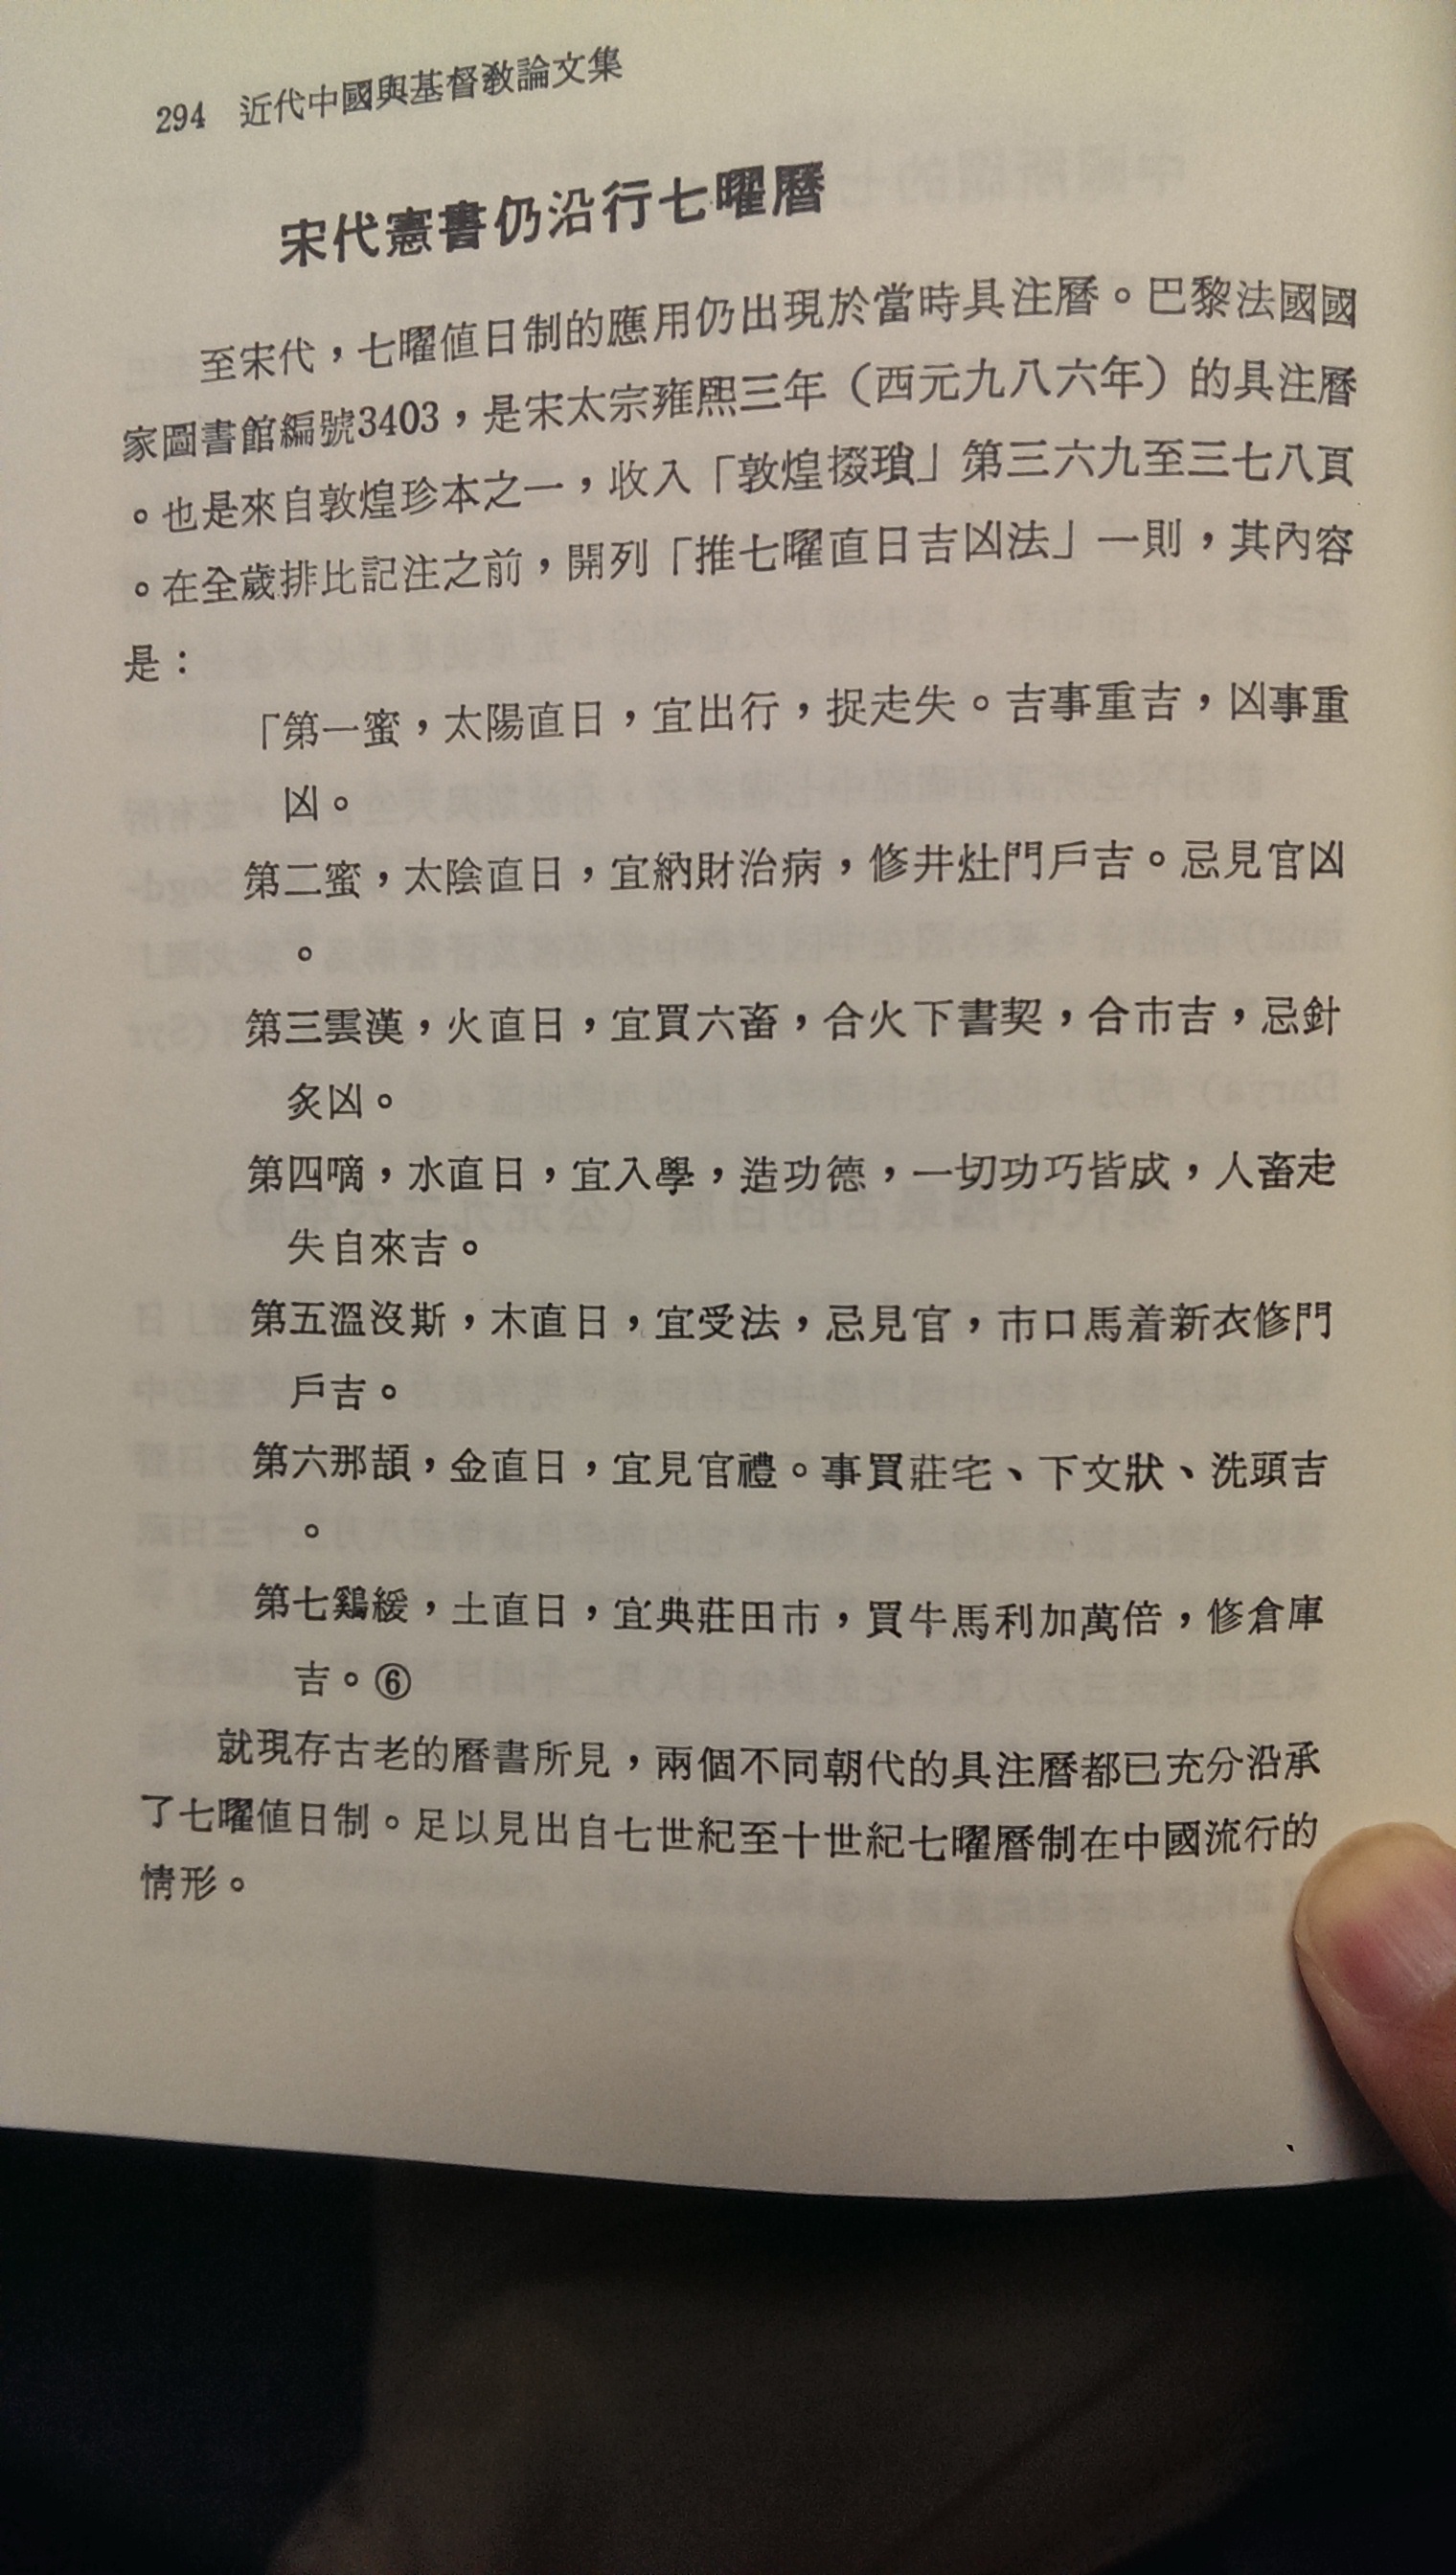 294 近代中國與基督教論文集
宋代憲書仍沿行七曜曆
至宋代，七曜值日制的應用仍出現於當時具注曆。巴黎法國國
家圖書館編號3403，是宋太宗雍熙三年（西元九八六年）的具注曆
。也是來自敦煌珍本之一，收入「敦煌掇瑣」第三六九至三七八頁
。在全歲排比記注之前，開列「推七曜直日吉凶法」一則，其內容
是：
「第一蜜，太陽直日，宜出行，捉走失。吉事重吉，凶事重
凶。
第二蜜，太陰直日，宜納財治病，修井灶門戶吉。忌見官凶
。
第三雲漢，火直日，宜買六畜，合火下書契，合市吉，忌針
炙凶。
第四嘀，水直日，宜入學，造功德，一切功巧皆成，人畜走
失自來吉。
第五溫沒斯，木直日，宜受法，忌見官，市口馬着新衣修門
戶吉。
第六那頡，金直日，宜見官禮。事買莊宅、下文狀、洗頭吉
。
第七鷄緩，土直日，宜典莊田市，買牛馬利加萬倍，修倉庫
吉。⑥
就現存古老的曆書所見，兩個不同朝代的具注曆都已充分沿承
了七曜値日制。足以見出自七世紀至十世紀七曜曆制在中國流行的
情形。